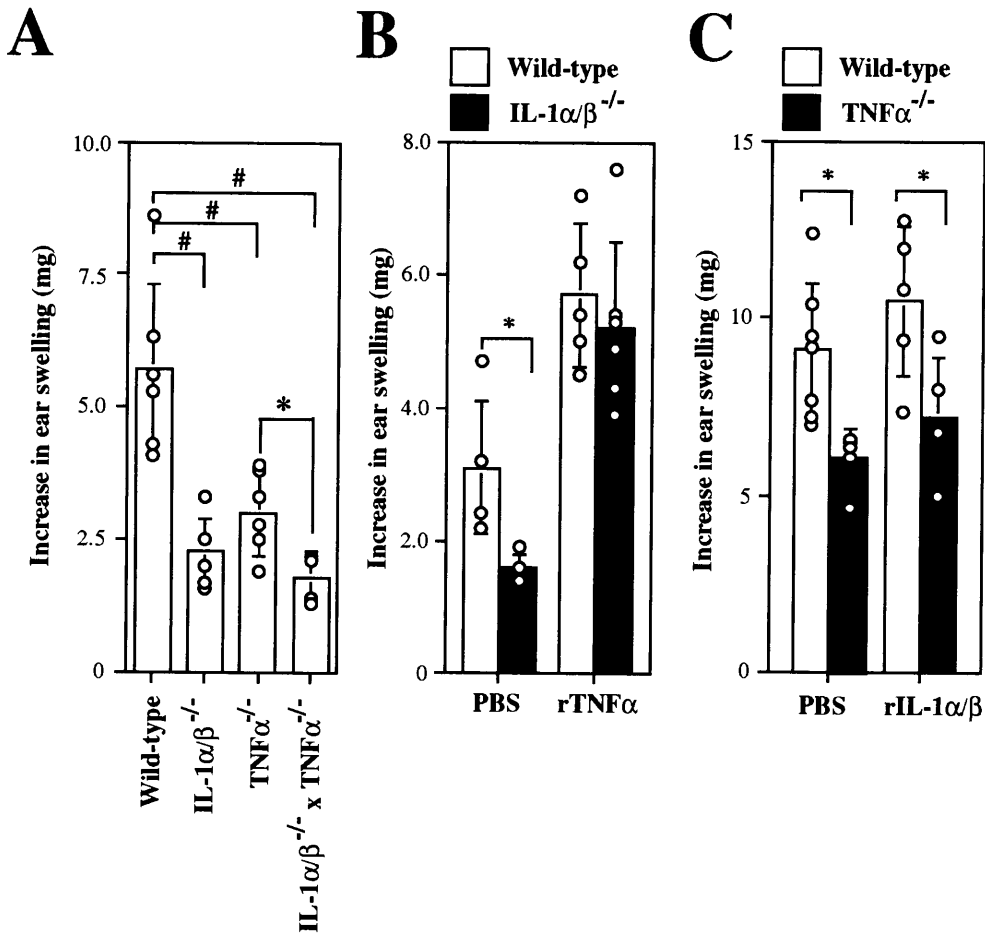 A
Increase in ear swelling (mg)
10.0
7.5
5.0
2.5
0
#
#
#
*
Wild-type
IL-1α/β-/-
TNFα-/-
IL-1α/β-/- x TNFα-/-
B
Wild-type
IL-1α/β-/-
Increase in ear swelling (mg)
8.0
6.0
4.0
2.0
0
*
PBS
rTNFα
C
Wild-type
TNFα-/-
Increase in ear swelling (mg)
15
10
5
0
*
*
PBS
rIL-1α/β